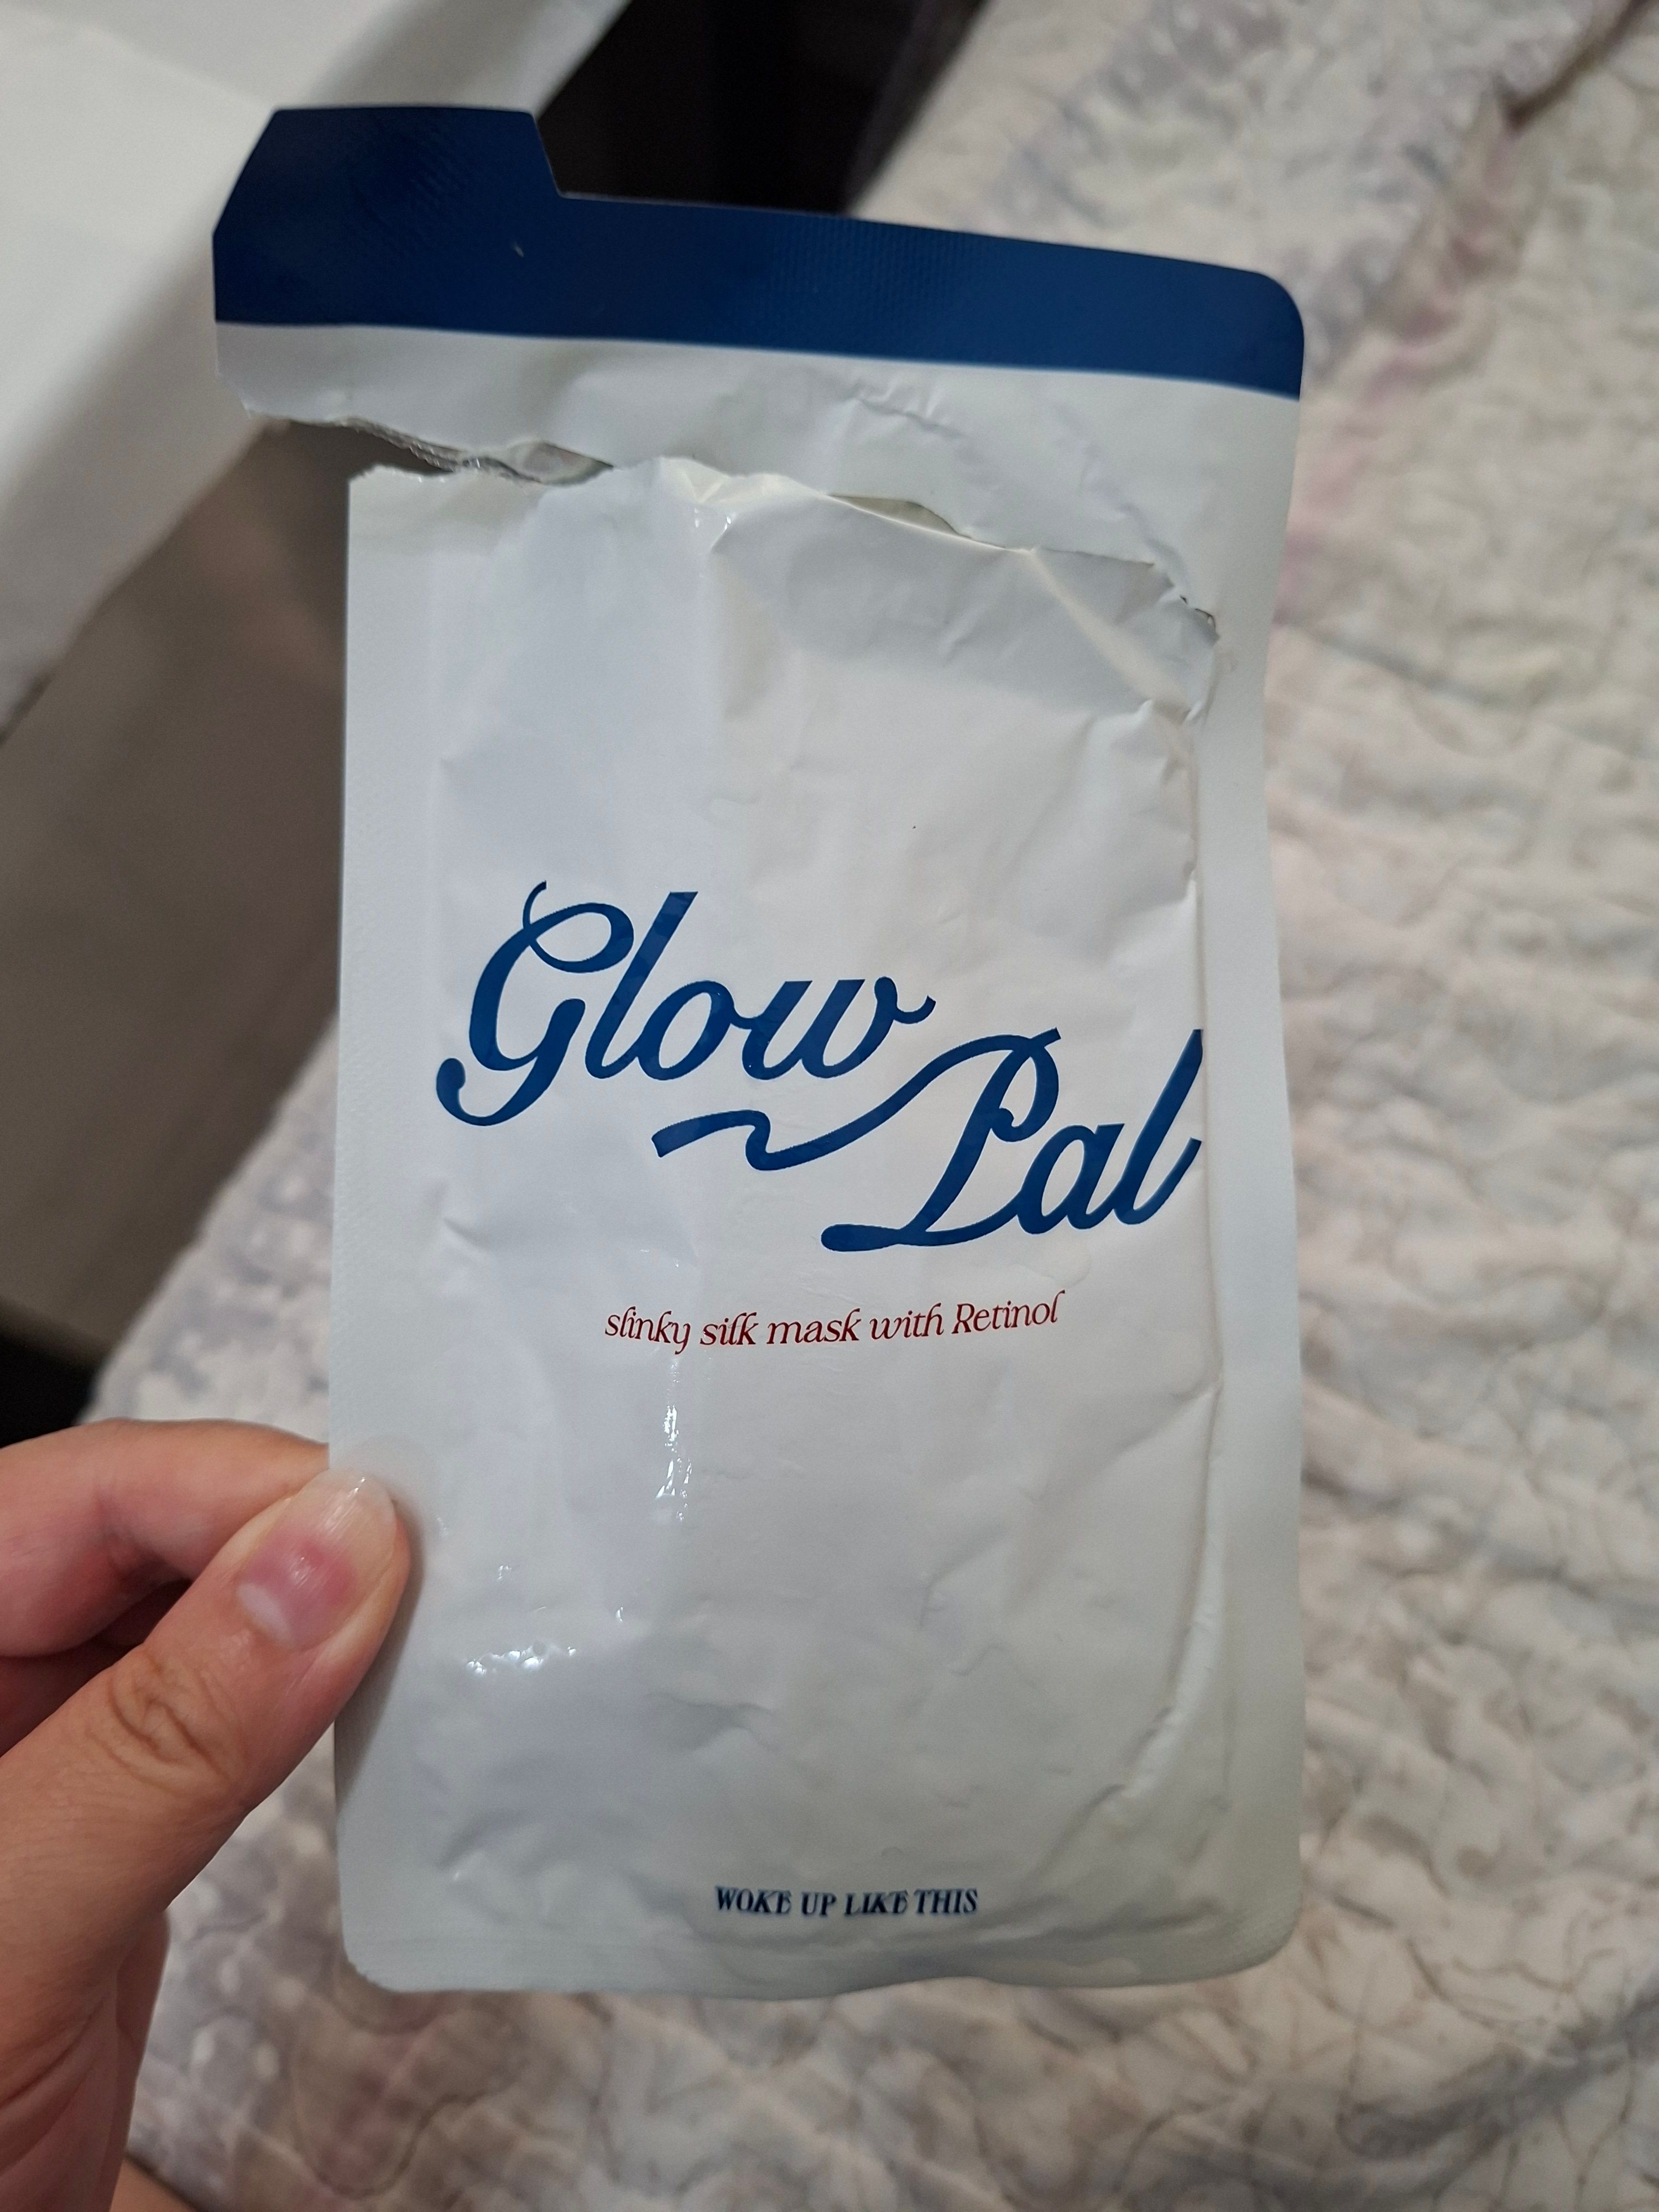 Glow
Pal
slinky silk mask with Retinol
WOKE UP LIKE THIS